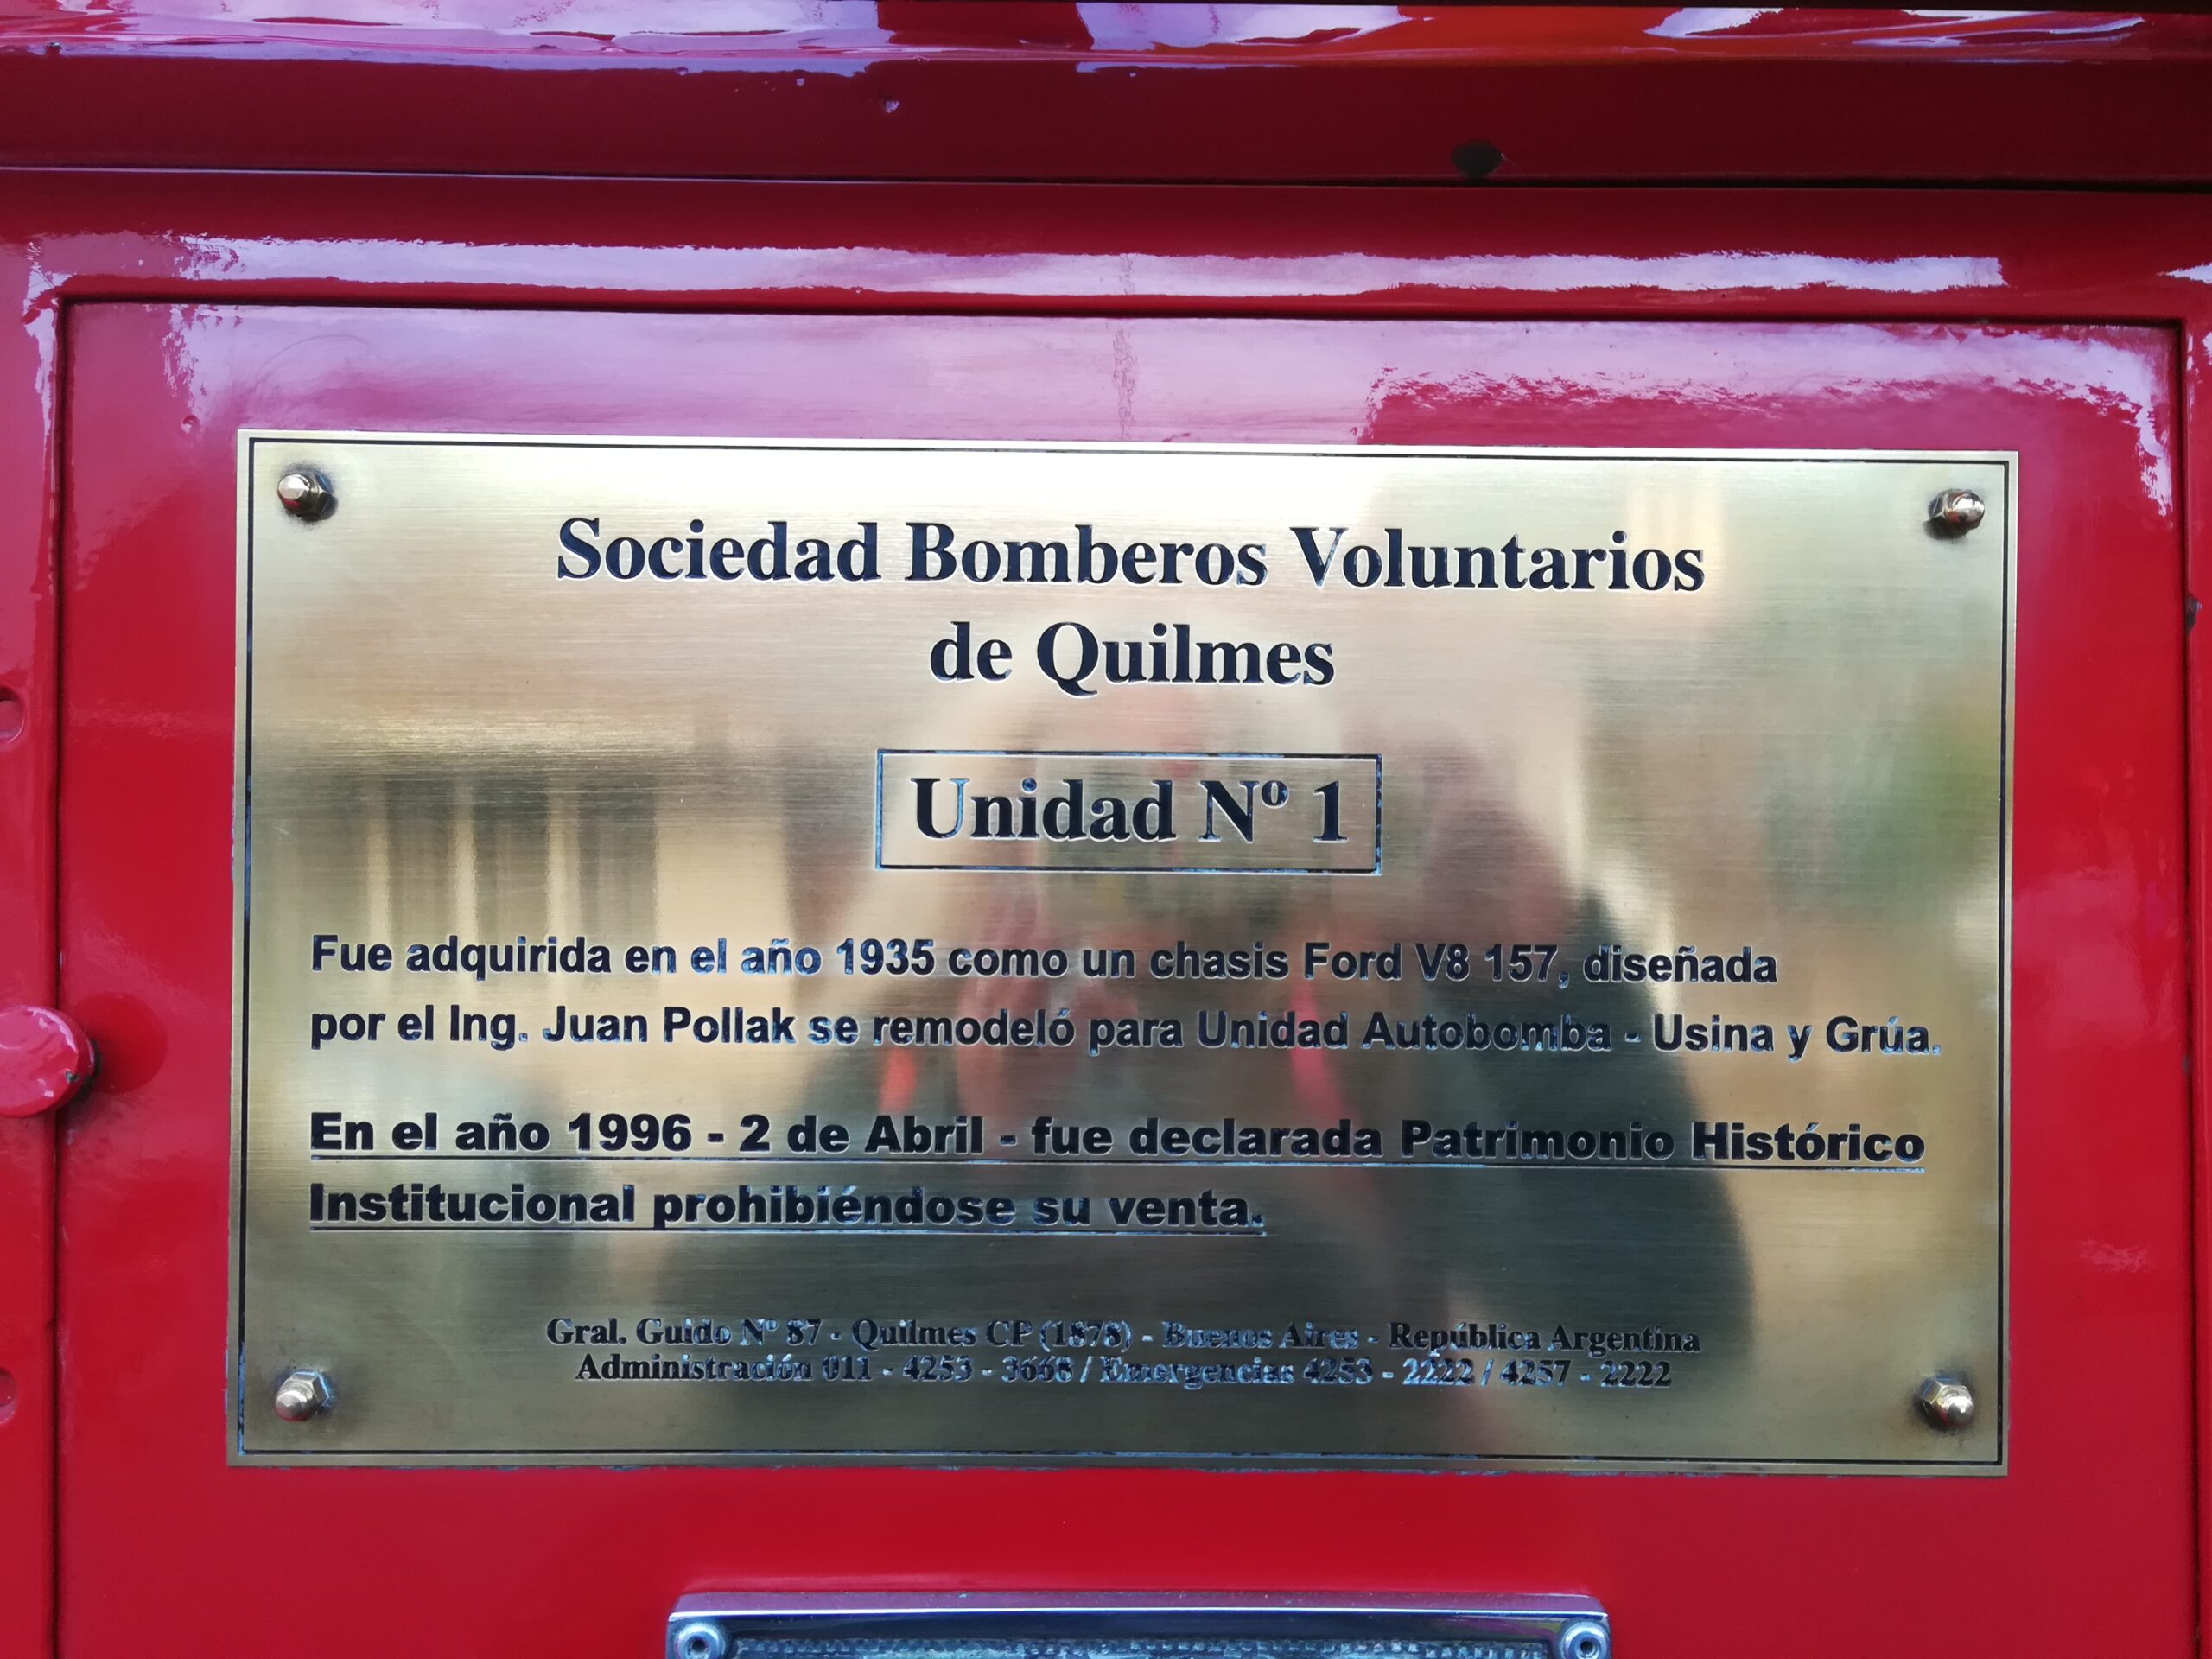 Sociedad Bomberos Voluntarios
de Quilmes
Unidad Nº 1
Fue adquirida en el año 1935 como un chasis Ford V8 157, diseñada
por el Ing. Juan Pollak se remodeló para Unidad Autobomba - Usina y Grúa.
En el año 1996 - 2 de Abril - fue declarada Patrimonio Histórico
Institucional prohibiéndose su venta.
Gral. Guido Nº 87 - Quilmes CP (1878) - Buenos Aires - República Argentina
Administración 011 - 4253 - 3668 / Emergencias 4253 - 2222 / 4257 - 2222